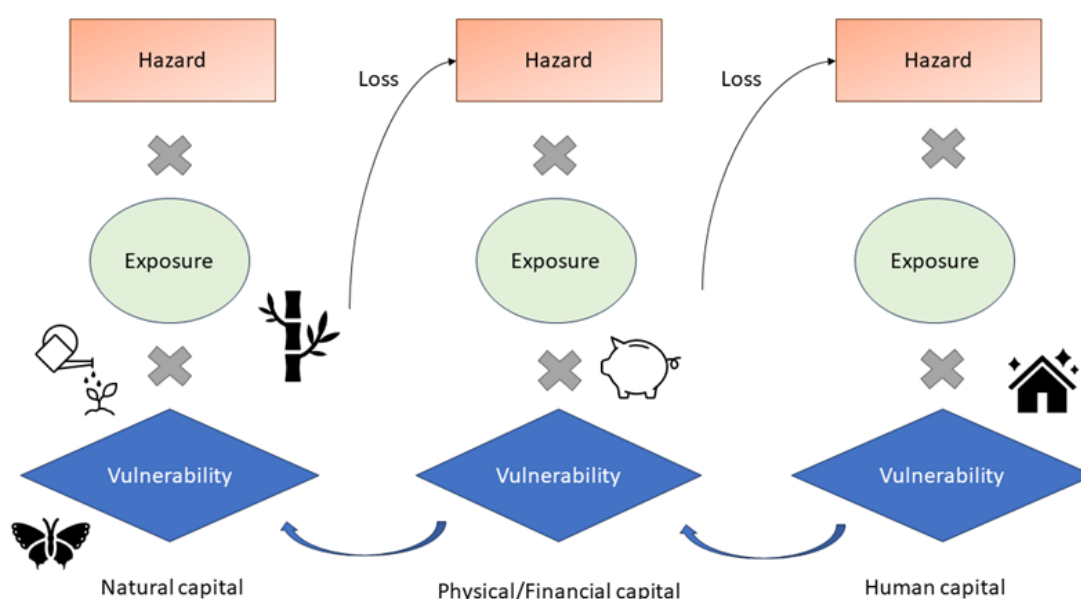 Hazard
Loss
Hazard
Loss
Hazard
Exposure
Exposure
Exposure
Vulnerability
Vulnerability
Vulnerability
Natural capital
Physical/Financial capital
Human capital